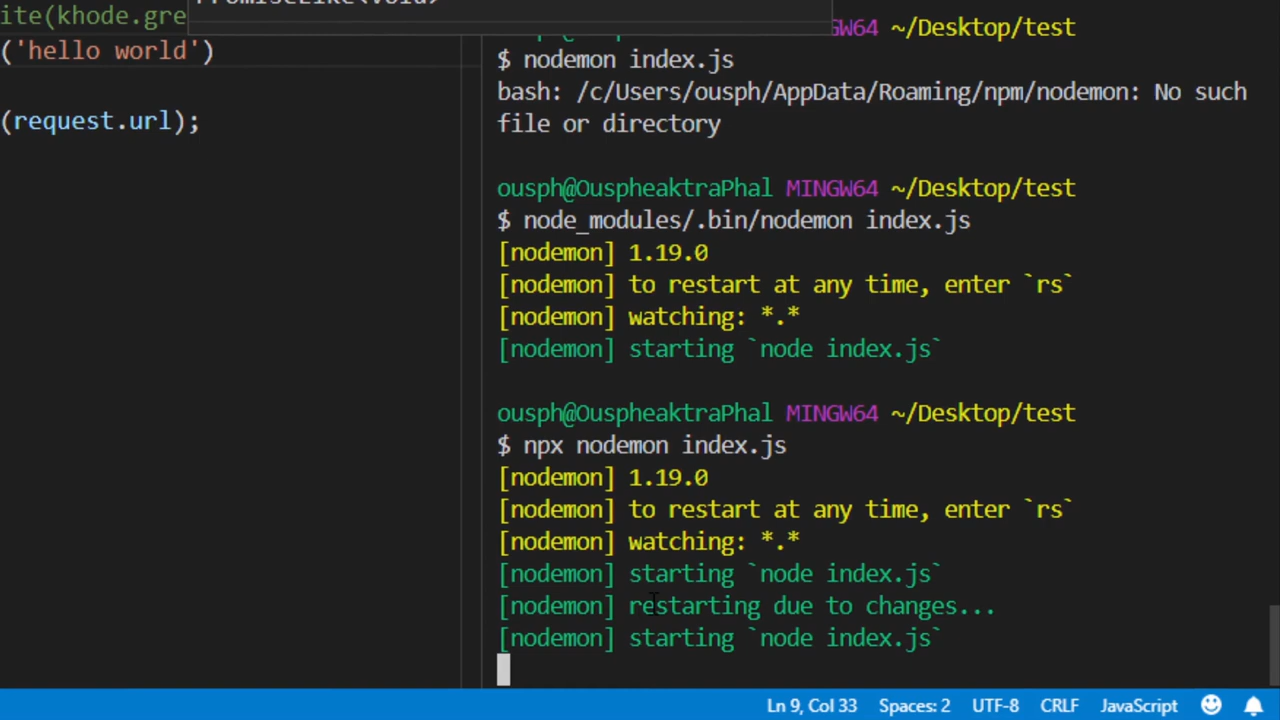 ite(khode.gre
('hello world')
(request.url);
GW64 ~/Desktop/test
$ nodemon index.js
bash: /c/Users/ousph/AppData/Roaming/npm/nodemon: No such
file or directory
ousph@OuspheaktraPhal MINGW64 ~/Desktop/test
$ node_modules/.bin/nodemon index.js
[nodemon] 1.19.0
[nodemon] to restart at any time, enter `rs`
[nodemon] watching: *.*
[nodemon] starting `node index.js`
ousph@OuspheaktraPhal MINGW64 ~/Desktop/test
$ npx nodemon index.js
[nodemon] 1.19.0
[nodemon] to restart at any time, enter `rs`
[nodemon] watching: *.*
[nodemon] starting `node index.js`
[nodemon] restarting due to changes...
[nodemon] starting `node index.js`
Ln 9, Col 33 Spaces: 2 UTF-8 CRLF JavaScript